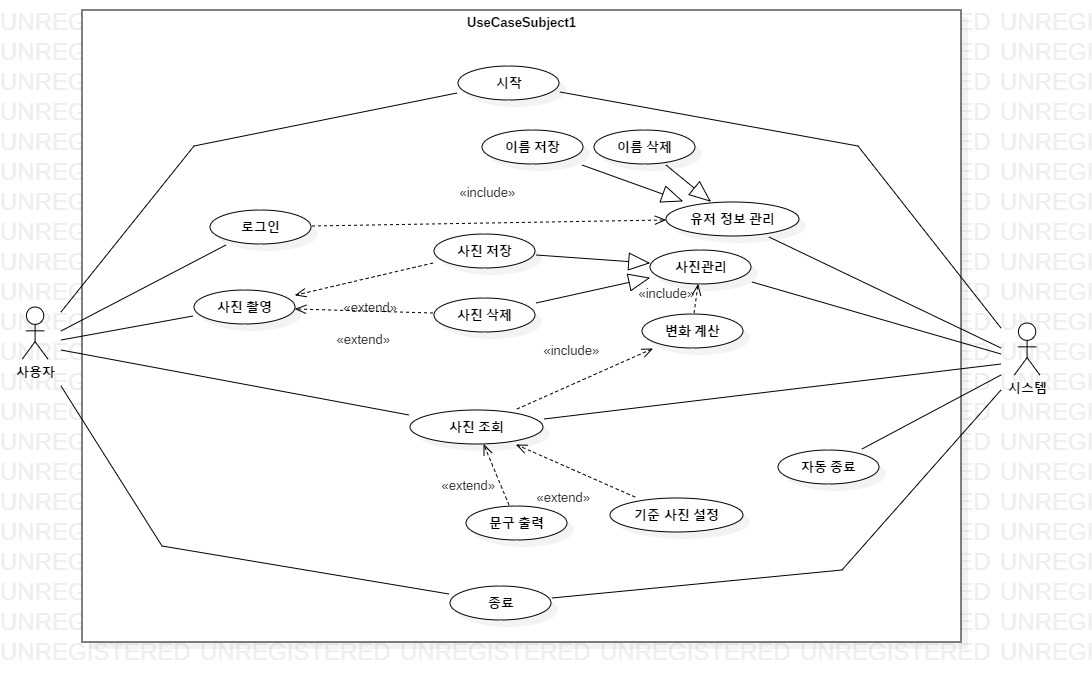 UseCaseSubject1
시작
이름 저장
이름 삭제
«include»
유저 정보 관리
로그인
사진 저장
사진관리
«include»
사진 촬영
«extend»
사진 삭제
변화 계산
«extend»
«include»
사용자
시스템
사진 조회
자동 종료
«extend»
«extend»
문구 출력
기준 사진 설정
종료
UNREGISTERED UNREGISTERED UNREGISTERED UNREGISTERED UNREGISTERED UNREGI